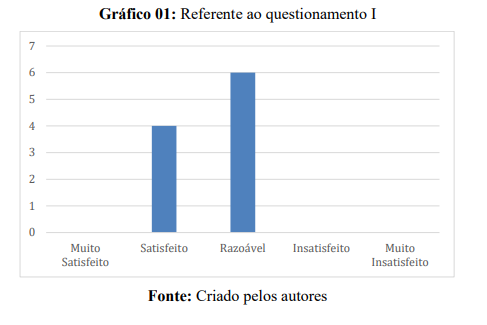 Gráfico 01: Referente ao questionamento I
7
6
5
4
3
2
1
0
Muito Satisfeito
Satisfeito
Razoável
Insatisfeito
Muito Insatisfeito
Fonte: Criado pelos autores